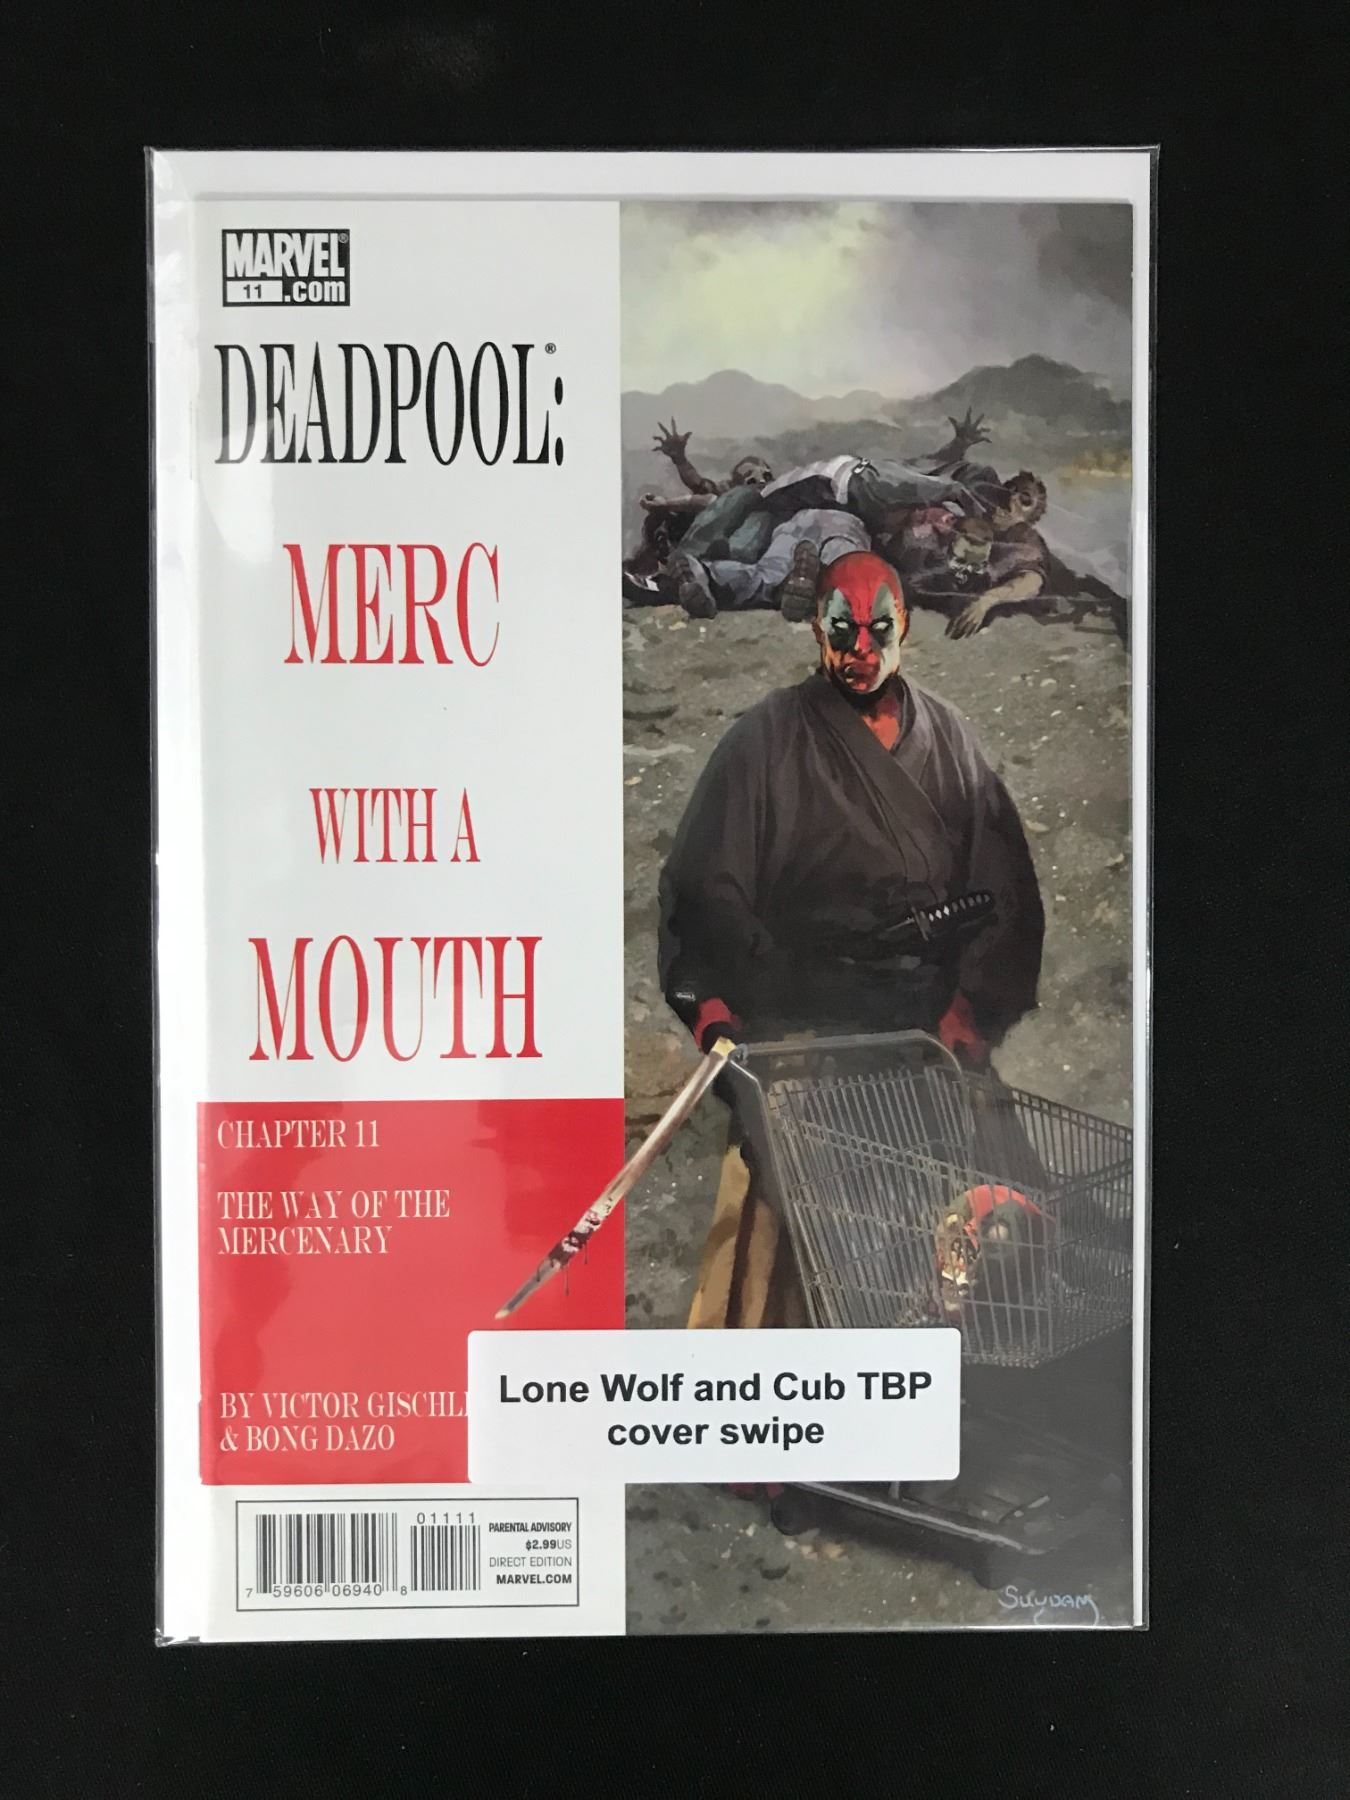 MARVEL®
11 .com
DEADPOOL:®
MERC
WITH A
MOUTH
CHAPTER 11
THE WAY OF THE
MERCENARY
BY VICTOR GISCHL
& BONG DAZO
Lone Wolf and Cub TBP
cover swipe
01111
PARENTAL ADVISORY
$2.99US
DIRECT EDITION
MARVEL.COM
7 59606 06940 8
SUYDAM